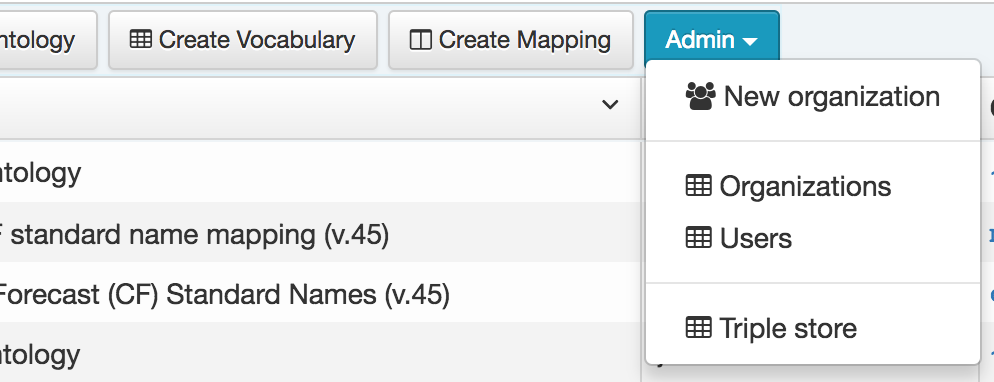 ntology Create Vocabulary Create Mapping Admin
New organization
tology
Organizations
standard name mapping (v.45)
Users
Forecast (CF) Standard Names (v.45)
Triple store
ntology